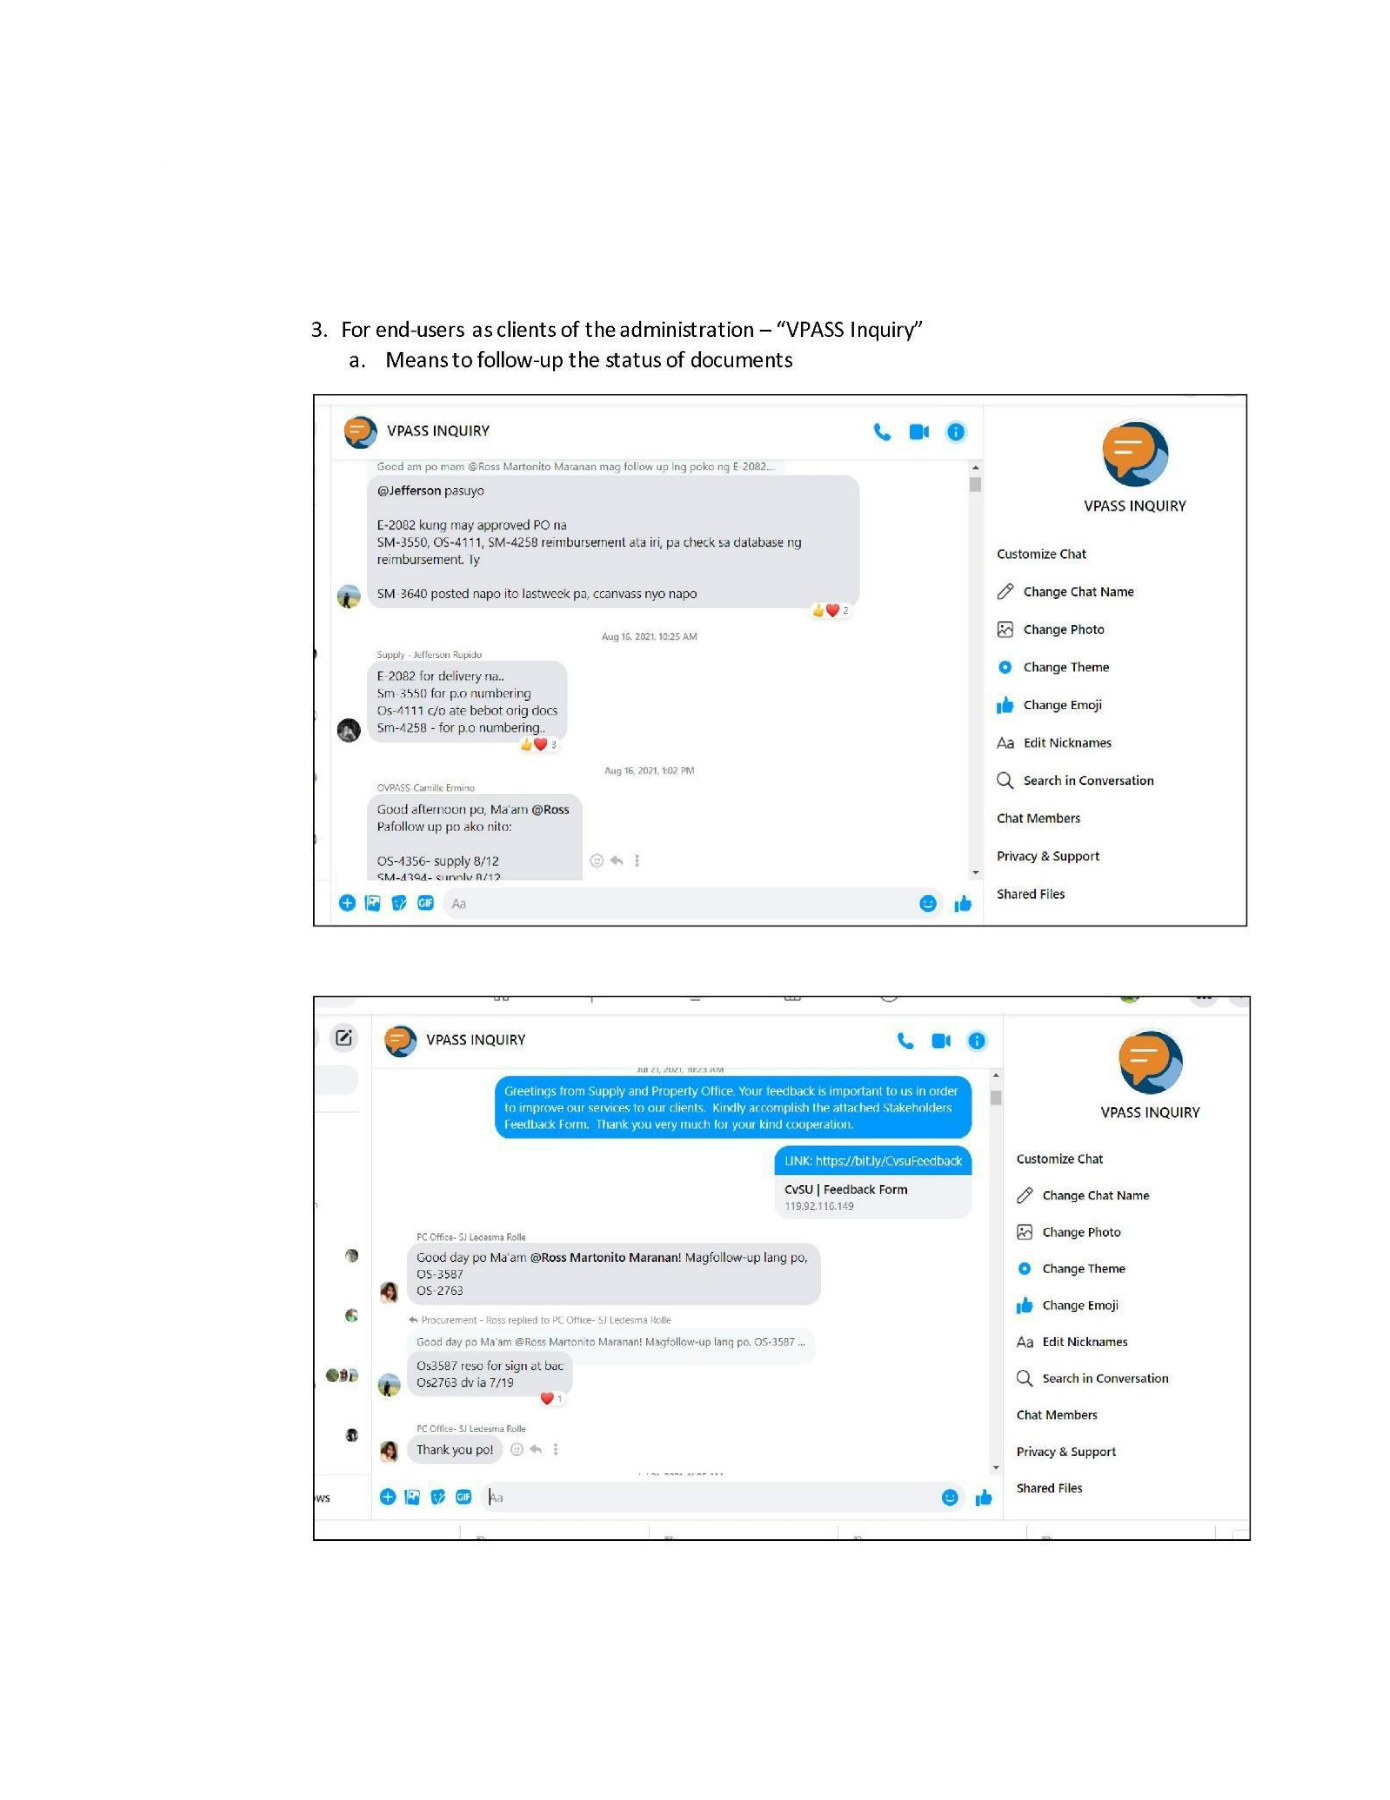 3. For end-users as clients of the administration – “VPASS Inquiry”
a. Means to follow-up the status of documents
VPASS INQUIRY
Good am po mam @Ross Martonito Maranan mag follow up lng poko ng E-2082...
@Jefferson pasuyo
E-2082 kung may approved PO na
SM-3550, OS-4111, SM-4258 reimbursement ata iri, pa check sa database ng
reimbursement. Ty
SM-3640 posted napo ito lastweek pa, ccanvass nyo napo
2
Aug 16, 2021, 10:25 AM
Supply - Jefferson Rupido
E-2082 for delivery na..
Sm-3550 for p.o numbering
Os-4111 c/o ate bebot orig docs
Sm-4258 - for p.o numbering..
3
Aug 16, 2021, 1:02 PM
OVPASS-Camille Ermino
Good afternoon po, Ma'am @Ross
Pafollow up po ako nito:
OS-4356- supply 8/12
SM-4394- supply 8/12
GIF
Aa
VPASS INQUIRY
Customize Chat
Change Chat Name
Change Photo
Change Theme
Change Emoji
Aa Edit Nicknames
Search in Conversation
Chat Members
Privacy & Support
Shared Files
VPASS INQUIRY
Jul 21, 2021, 10:23 AM
Greetings from Supply and Property Office. Your feedback is important to us in order
to improve our services to our clients. Kindly accomplish the attached Stakeholders
Feedback Form. Thank you very much for your kind cooperation.
LINK: https://bit.ly/CvsuFeedback
CvSU | Feedback Form
119.92.116.149
PC Office- SJ Ledesma Rolle
Good day po Ma'am @Ross Martonito Maranan! Magfollow-up lang po,
OS-3587
OS-2763
Procurement - Ross replied to PC Office- SJ Ledesma Rolle
Good day po Ma'am @Ross Martonito Maranan! Magfollow-up lang po, OS-3587 ...
Os3587 reso for sign at bac
Os2763 dv ia 7/19
1
PC Office- SJ Ledesma Rolle
Thank you po!
ws
GIF
Aa
VPASS INQUIRY
Customize Chat
Change Chat Name
Change Photo
Change Theme
Change Emoji
Aa Edit Nicknames
Search in Conversation
Chat Members
Privacy & Support
Shared Files